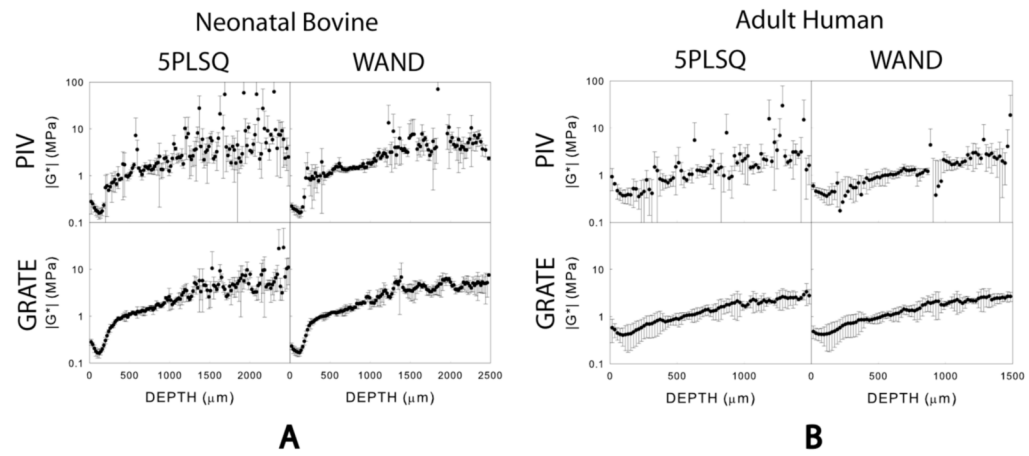 Neonatal Bovine
Adult Human
5PLSQ WAND
5PLSQ WAND
PIV
|G*| (MPa)
100
10
1
0.1
PIV
|G*| (MPa)
100
10
1
0.1
GRATE
|G*| (MPa)
10
1
0.1
GRATE
|G*| (MPa)
10
1
0.1
0 500 1000 1500 2000 0 500 1000 1500 2000 2500
0 500 1000 0 500 1000 1500
DEPTH (μm) DEPTH (μm)
DEPTH (μm) DEPTH (μm)
A
B